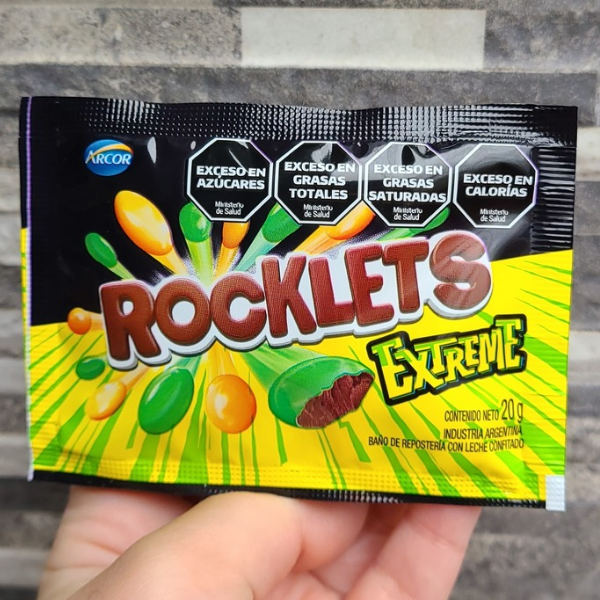 ARCOR
EXCESO EN
AZÚCARES
Ministerio
de Salud
EXCESO EN
GRASAS
TOTALES
Ministerio
de Salud
EXCESO EN
GRASAS
SATURADAS
Ministerio
de Salud
EXCESO EN
CALORÍAS
Ministerio
de Salud
ROCKLETS
EXTREME
CONTENIDO NETO 20 g
INDUSTRIA ARGENTINA
BAÑO DE REPOSTERÍA CON LECHE CONFITADO